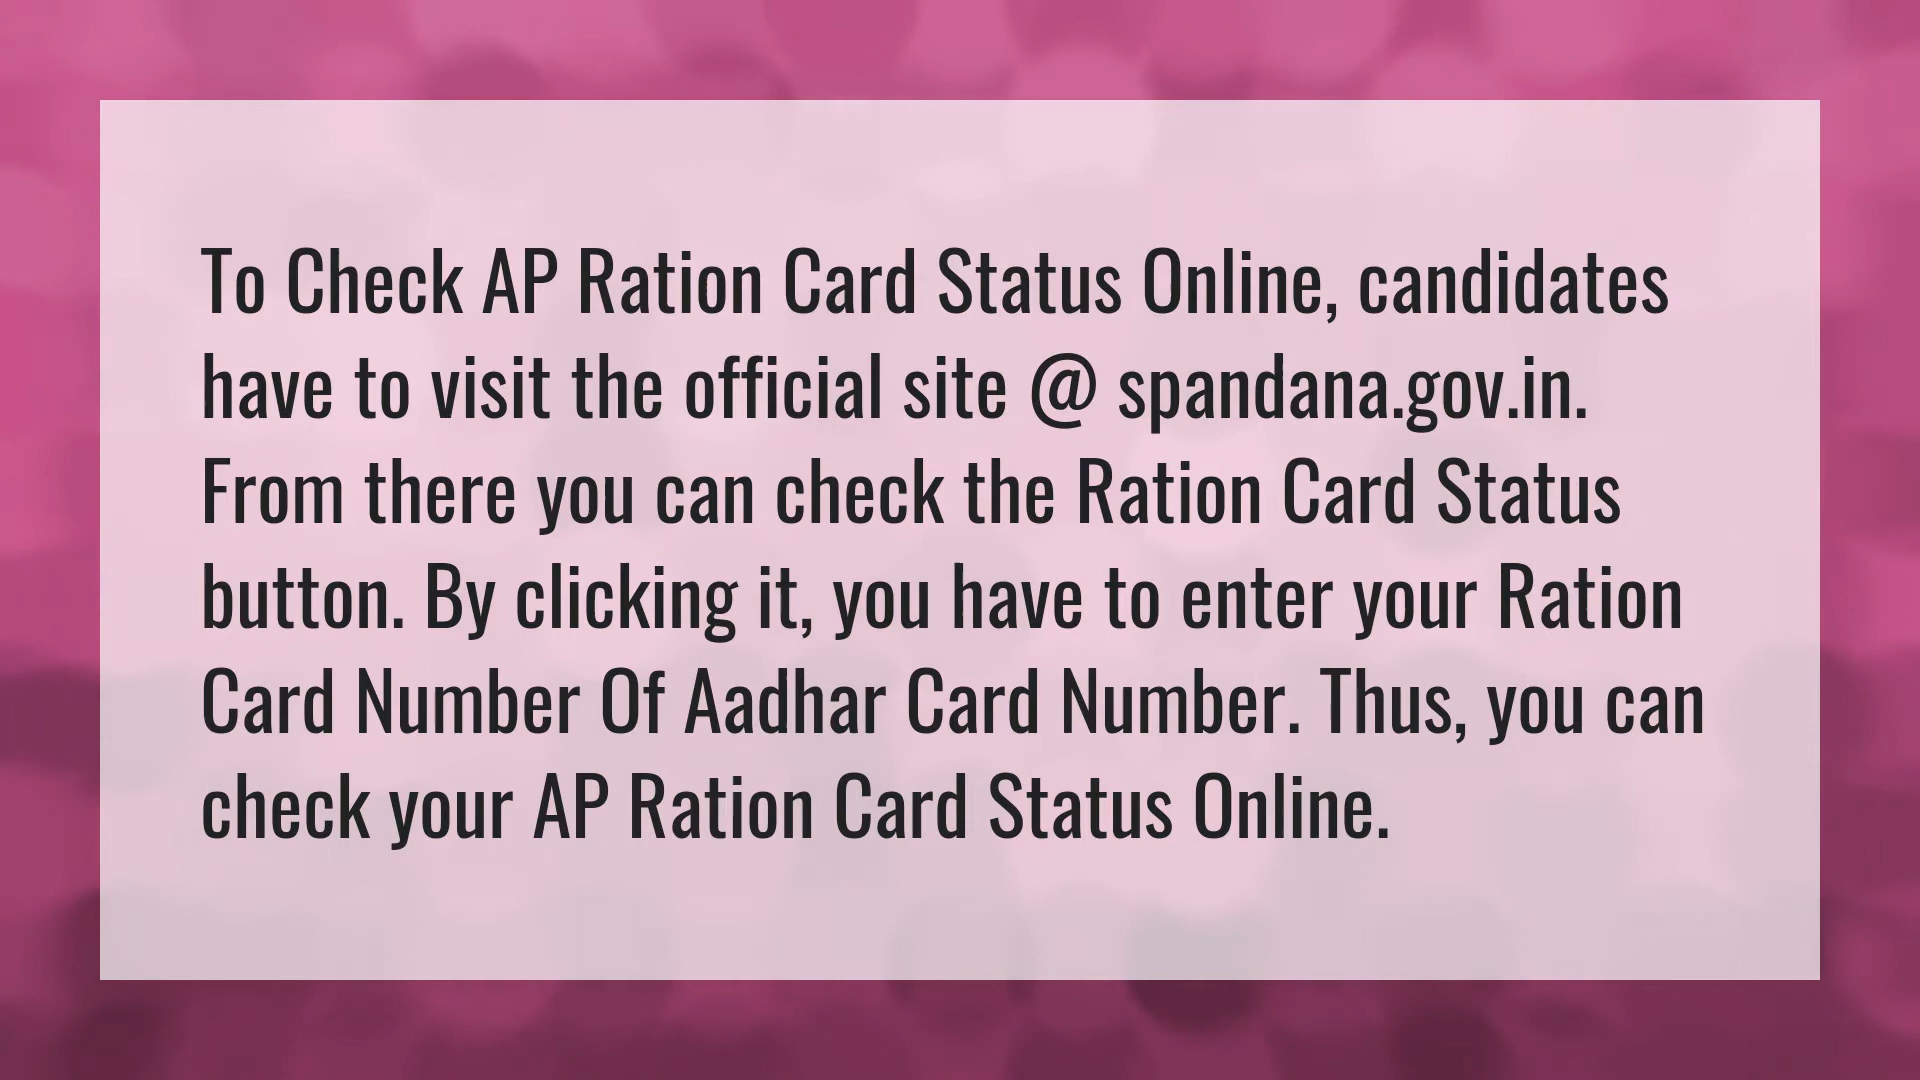 To Check AP Ration Card Status Online, candidates
have to visit the official site @ spandana.gov.in.
From there you can check the Ration Card Status
button. By clicking it, you have to enter your Ration
Card Number Of Aadhar Card Number. Thus, you can
check your AP Ration Card Status Online.